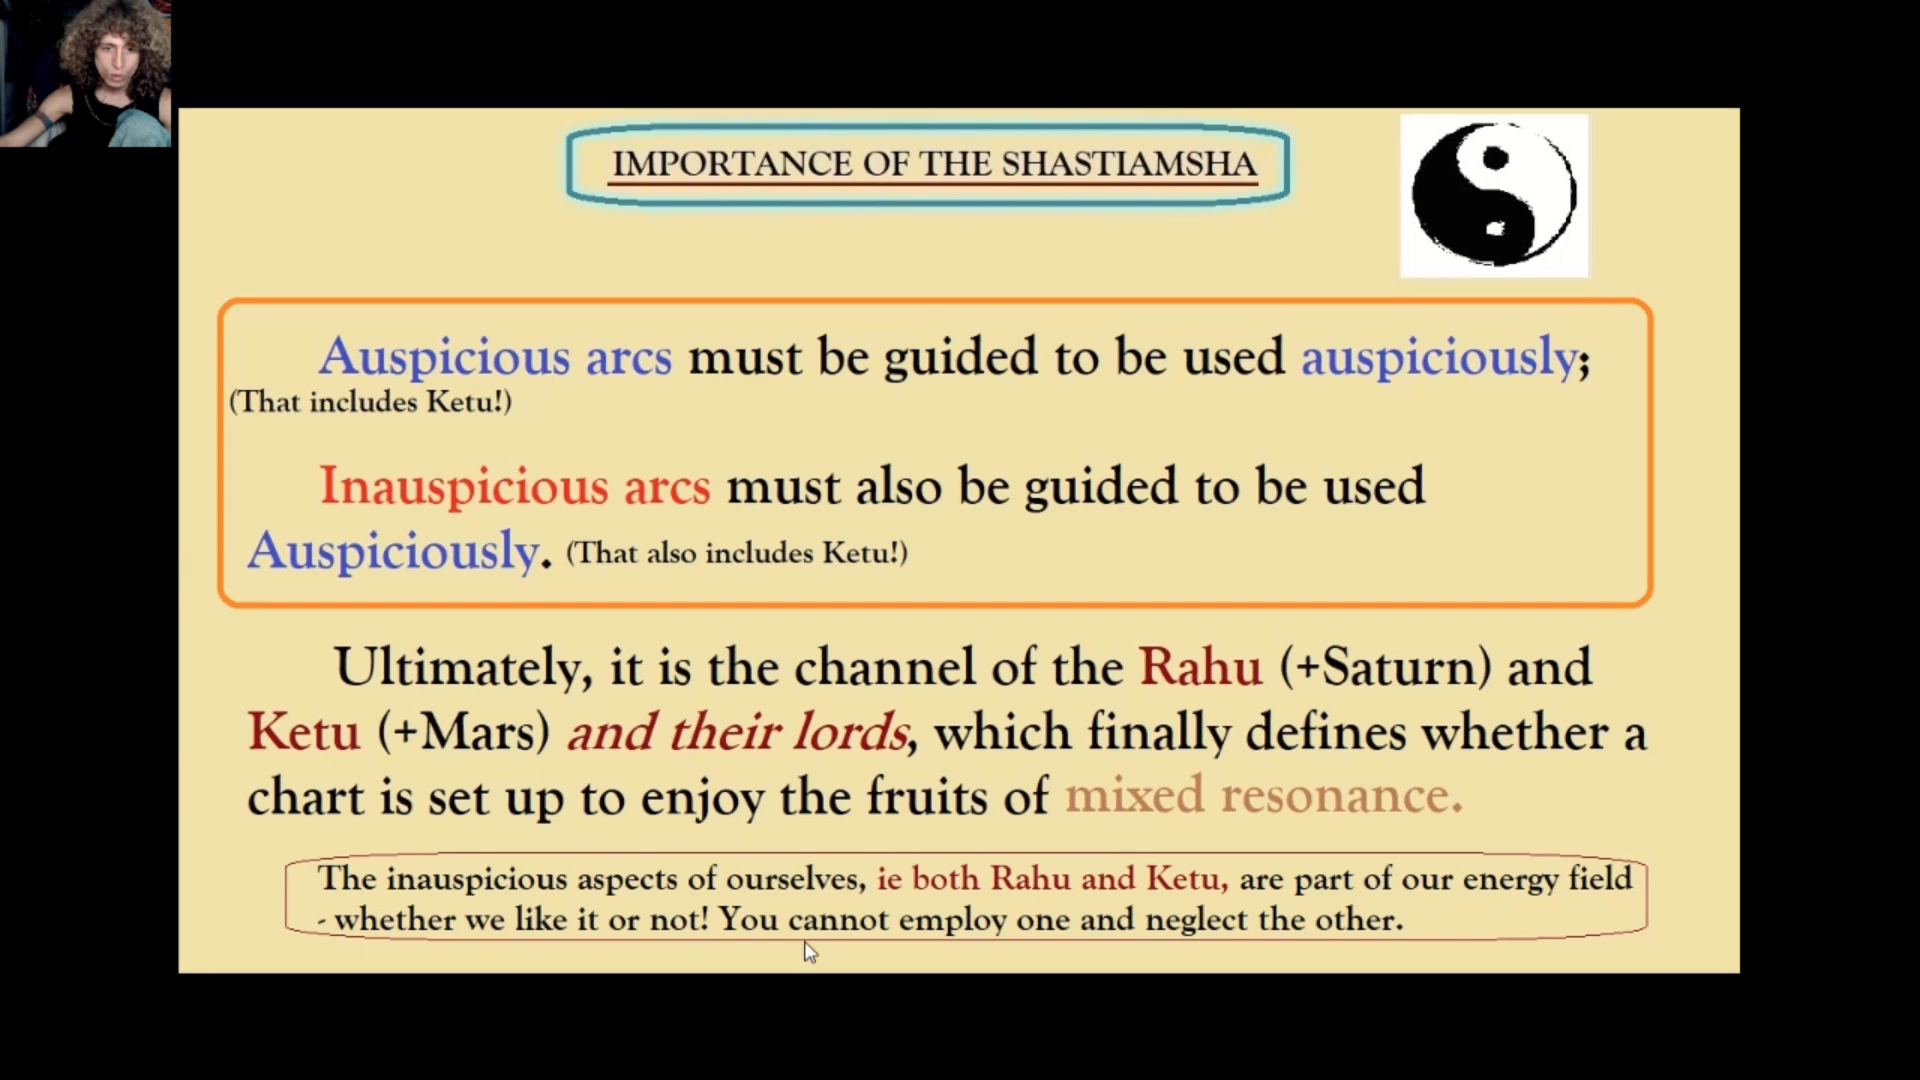 IMPORTANCE OF THE SHASTIAMSHA
Auspicious arcs must be guided to be used auspiciously;
(That includes Ketu!)
Inauspicious arcs must also be guided to be used
Auspiciously. (That also includes Ketu!)
Ultimately, it is the channel of the Rahu (+Saturn) and
Ketu (+Mars) and their lords, which finally defines whether a
chart is set up to enjoy the fruits of mixed resonance.
The inauspicious aspects of ourselves, ie both Rahu and Ketu, are part of our energy field
- whether we like it or not! You cannot employ one and neglect the other.